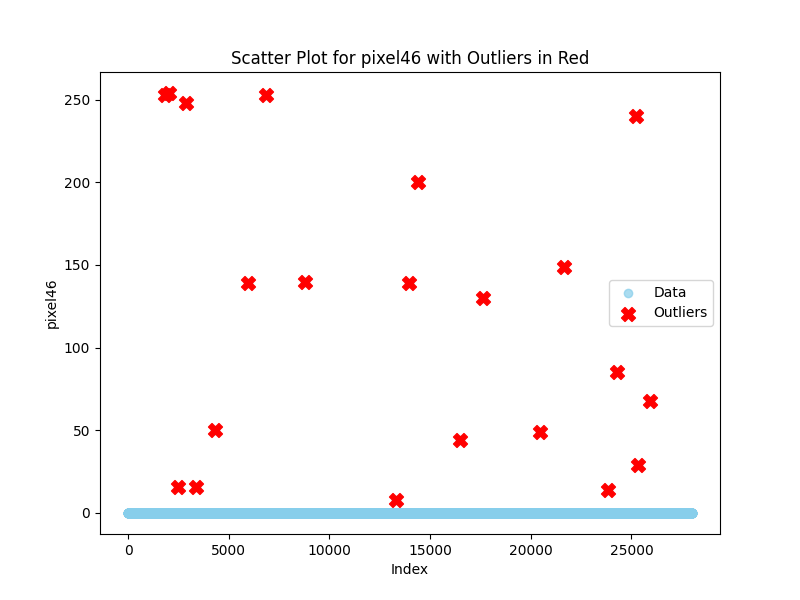 Scatter Plot for pixel46 with Outliers in Red
250
200
150
100
50
0
pixel46
Data
Outliers
0 5000 10000 15000 20000 25000
Index